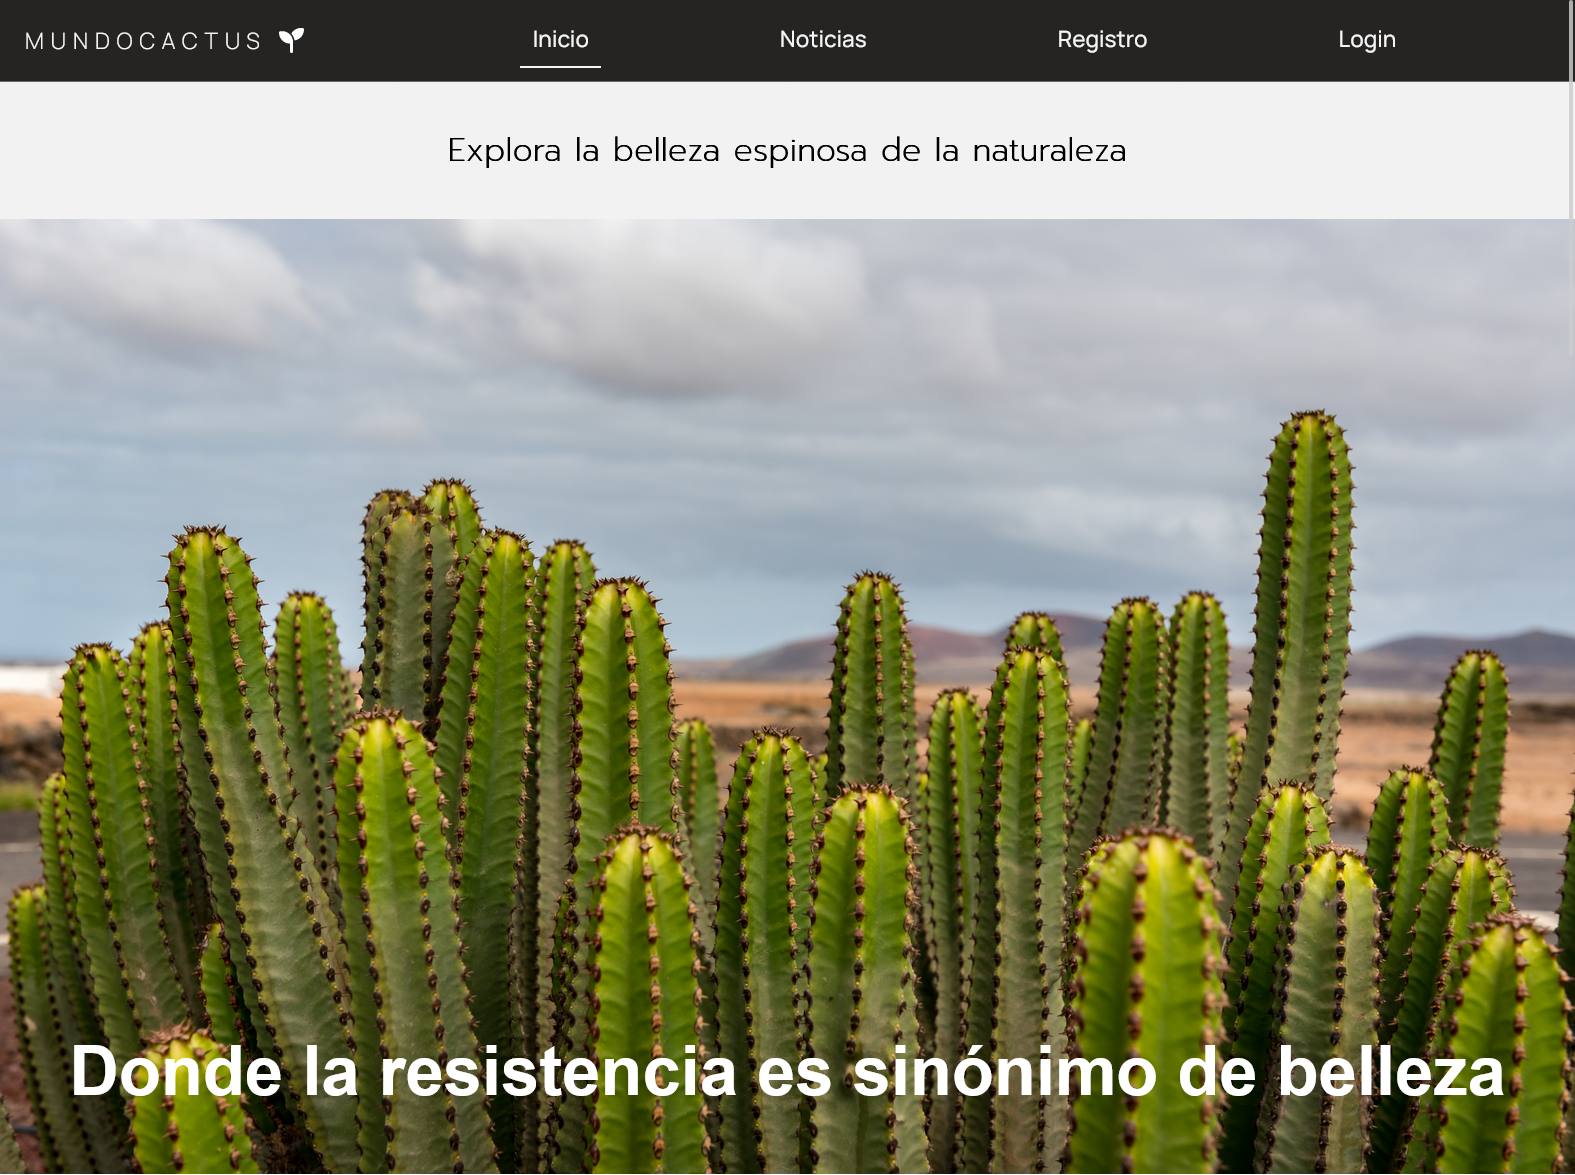 MUNDOCACTUS Inicio Noticias Registro Login
Explora la belleza espinosa de la naturaleza
Donde la resistencia es sinónimo de belleza